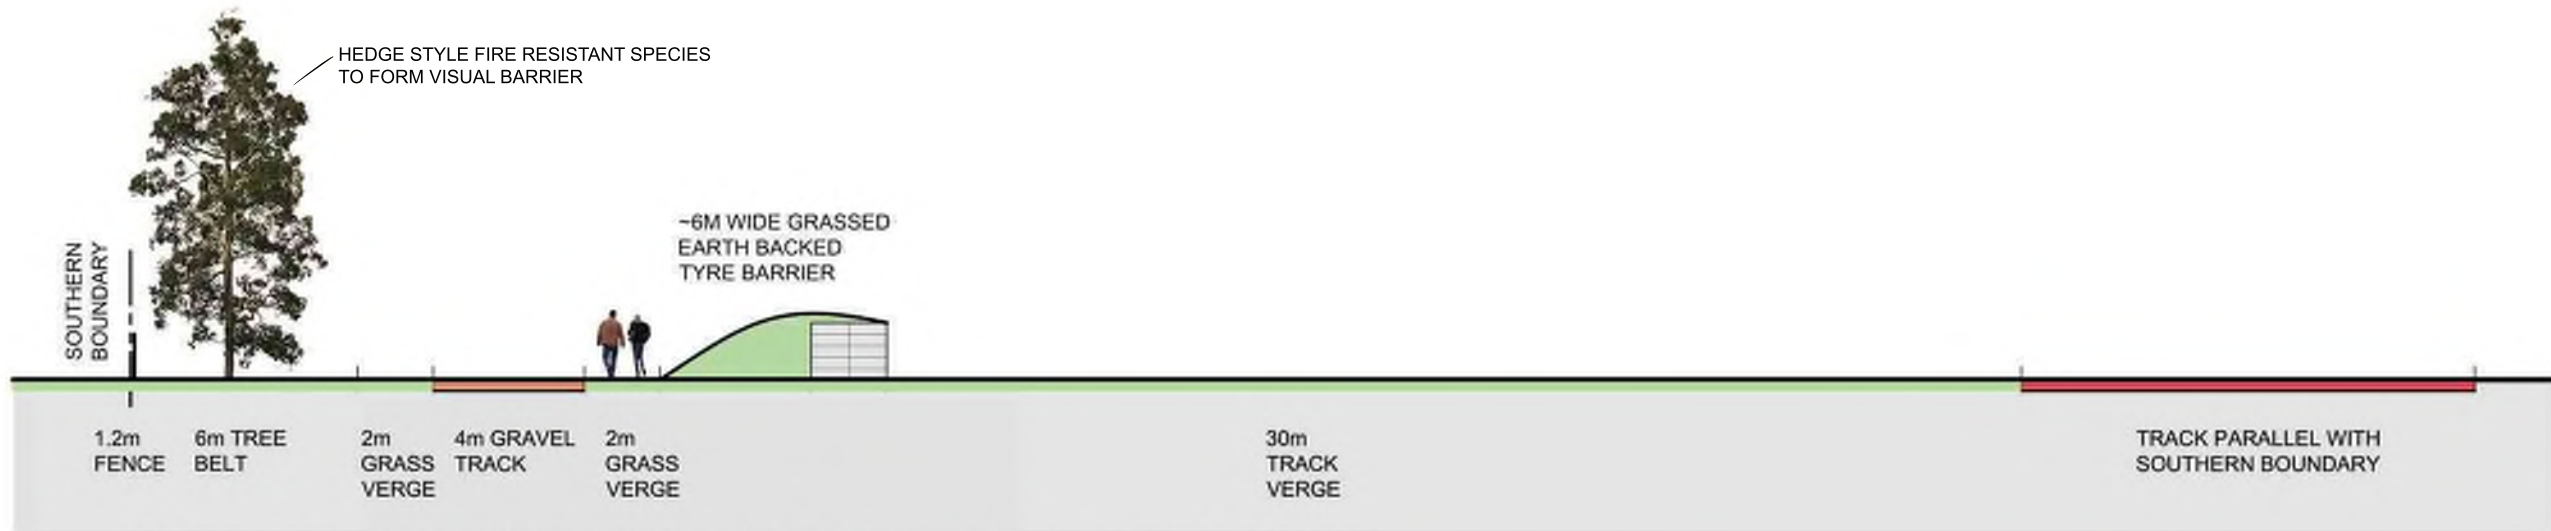 HEDGE STYLE FIRE RESISTANT SPECIES
TO FORM VISUAL BARRIER
~6M WIDE GRASSED
EARTH BACKED
TYRE BARRIER
SOUTHERN
BOUNDARY
1.2m
FENCE
6m TREE
BELT
2m
GRASS
VERGE
4m GRAVEL
TRACK
2m
GRASS
VERGE
30m
TRACK
VERGE
TRACK PARALLEL WITH
SOUTHERN BOUNDARY